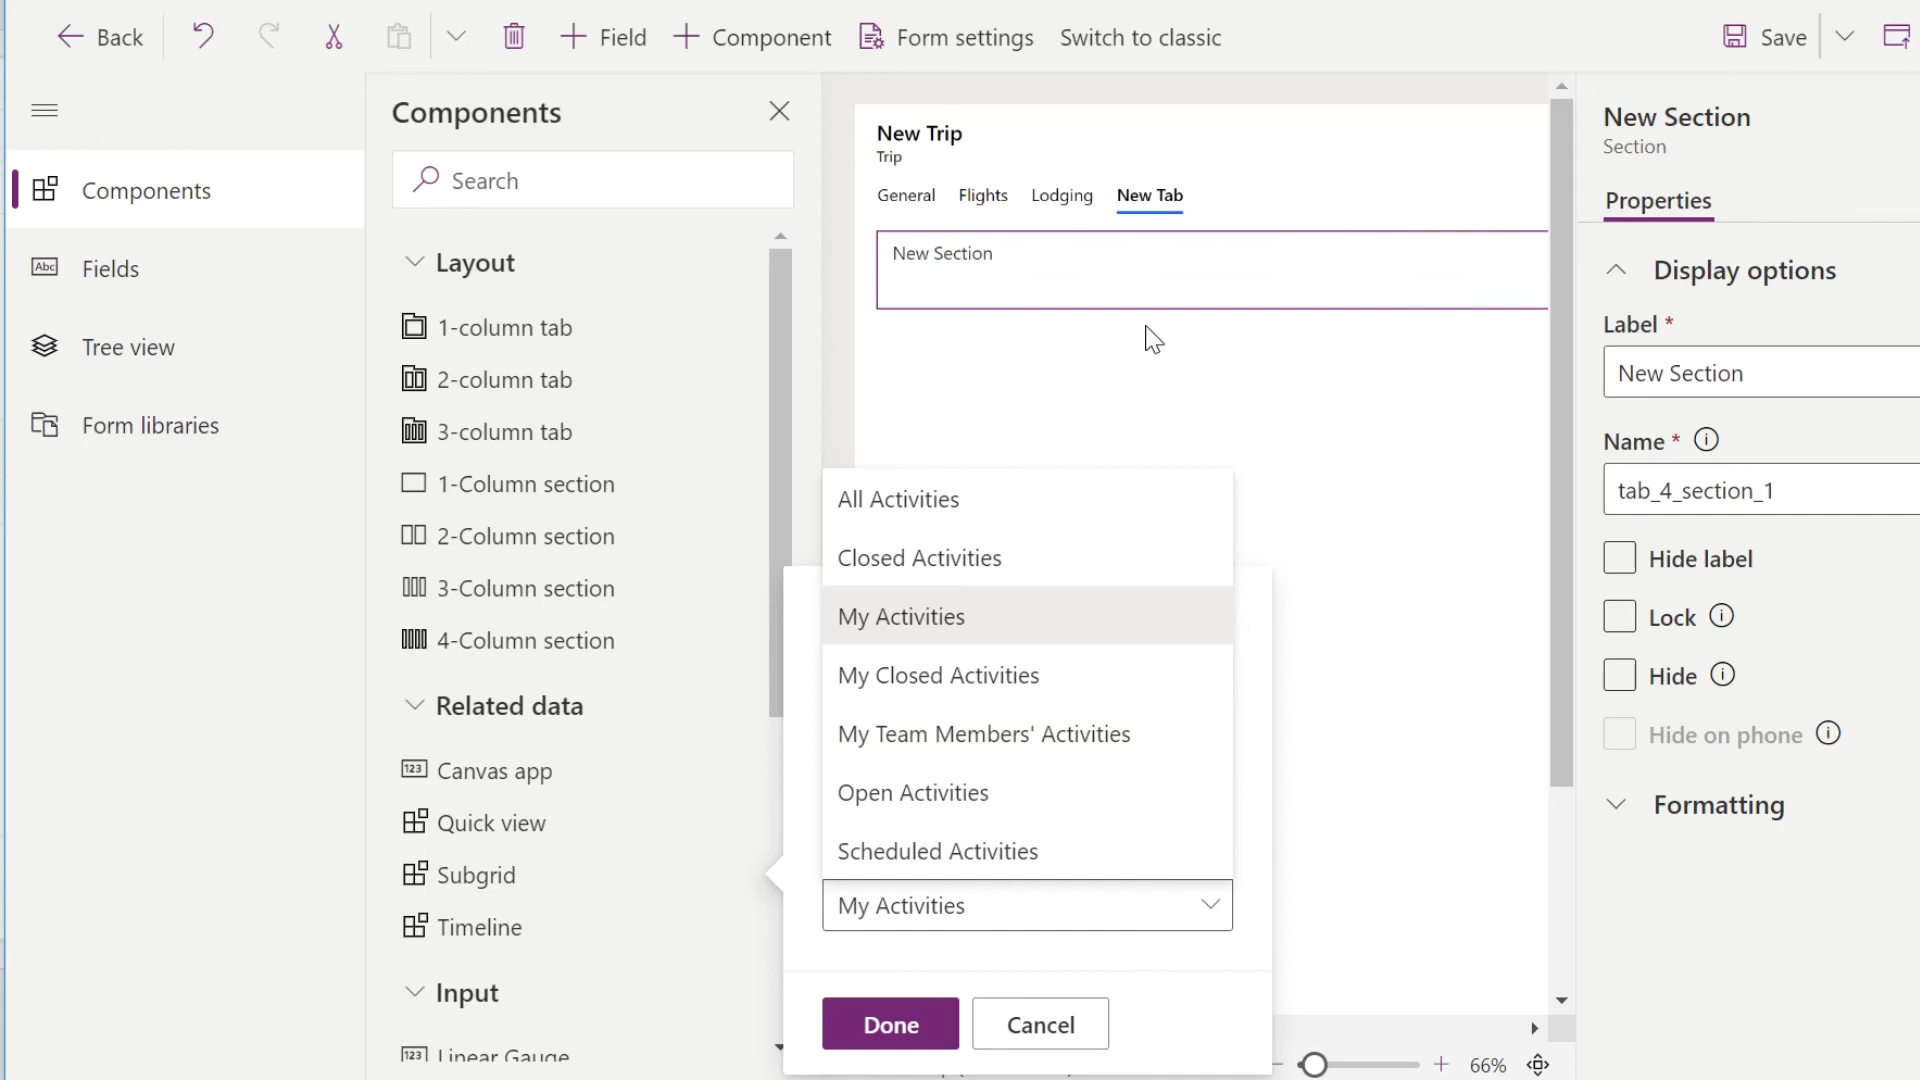 Back
Field
Component
Form settings
Switch to classic
Save
Components
Fields
Tree view
Form libraries
Components
Search
Layout
1-column tab
2-column tab
3-column tab
1-Column section
2-Column section
3-Column section
4-Column section
Related data
Canvas app
Quick view
Subgrid
Timeline
Input
Linear Gauge
New Trip
Trip
General Flights Lodging New Tab
New Section
All Activities
Closed Activities
My Activities
My Closed Activities
My Team Members' Activities
Open Activities
Scheduled Activities
My Activities
Done
Cancel
66%
New Section
Section
Properties
Display options
Label *
New Section
Name *
tab_4_section_1
Hide label
Lock
Hide
Hide on phone
Formatting